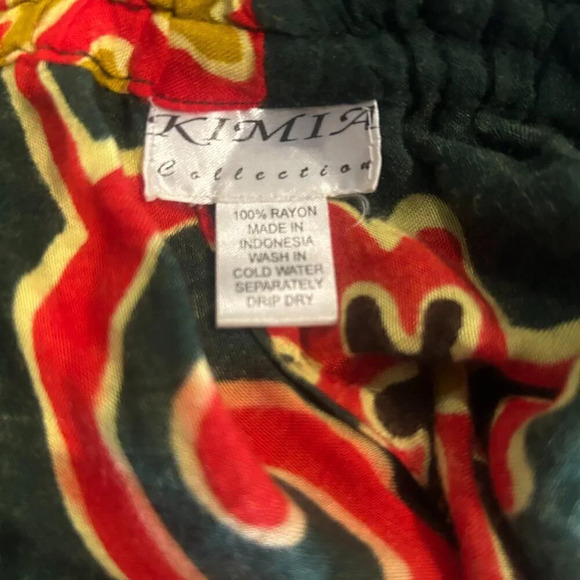 KIMIA
Collection
100% RAYON
MADE IN
INDONESIA
WASH IN
COLD WATER
SEPARATELY
DRIP DRY